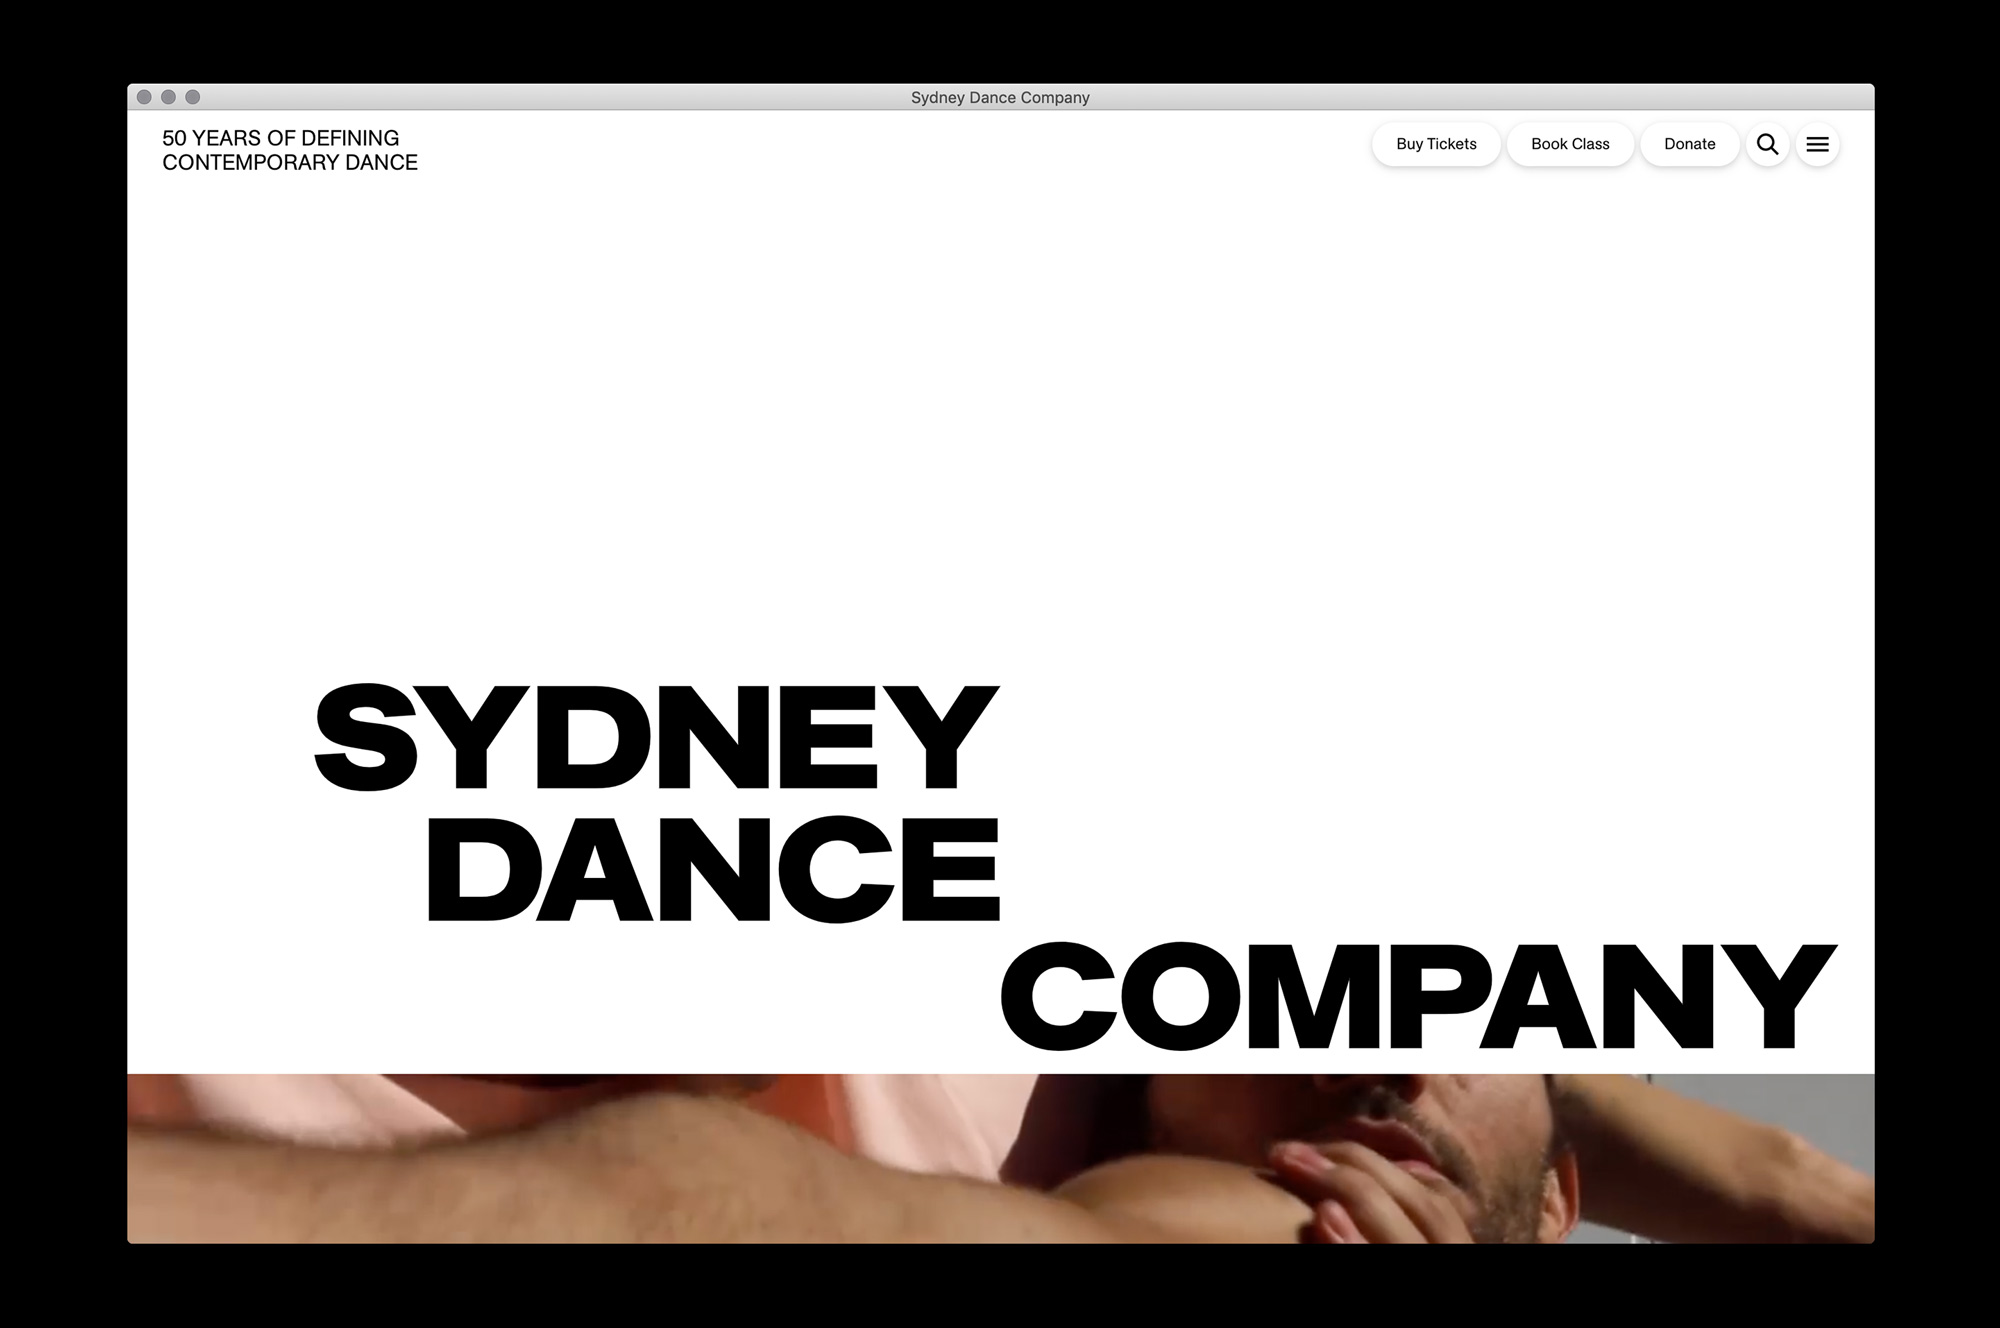 Sydney Dance Company
50 YEARS OF DEFINING
CONTEMPORARY DANCE
Buy Tickets
Book Class
Donate
SYDNEY
DANCE
COMPANY